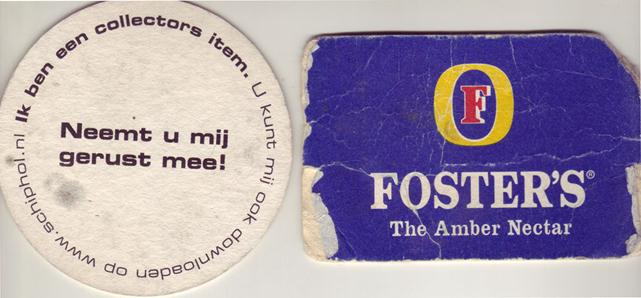 Ik ben een collectors item. U kunt mij ook downloaden op www.schiphol.nl
Neemt u mij
gerust mee!
F
FOSTER'S®
The Amber Nectar